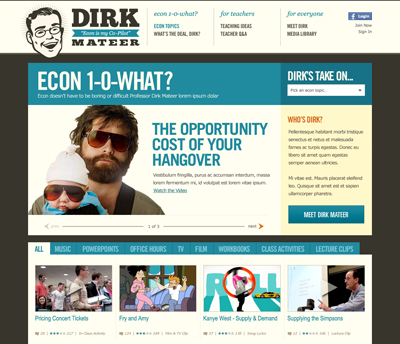 DIRK
"Econ is my Co-Pilot"
MATEER
econ 1-o-what?
ECON TOPICS
WHAT'S THE DEAL, DIRK?
for teachers
TEACHING IDEAS
TEACHER Q&A
for everyone
MEET DIRK
MEDIA LIBRARY
Login
Join Now
Sign In
ECON 1-0-WHAT?
Econ doesn't have to be boring or difficult Professor Dirk Mateer lorem ipsum dolar
DIRK'S TAKE ON...
Pick an econ topic...
THE OPPORTUNITY
COST OF YOUR
HANGOVER
Vestibulum fringilla, purus ac accumsan interdum, massa
lorem fermentum mi, id volutpat est lorem vitae ipsum.
Watch the Video
prev
1 of 3
next
WHO'S DIRK?
Pellentesque habitant morbi tristique
senectus et netus et malesuada
fames ac turpis egestas. Donec eu
libero sit amet quam egestas
semper aenean ultricies.
Mi vitae est. Mauris placerat eleifend
leo. Quisque sit amet est et sapien
ullamcorper pharetra.
MEET DIRK MATEER
ALL
MUSIC
POWERPOINTS
OFFICE HOURS
TV
FILM
WORKBOOKS
CLASS ACTIVITIES
LECTURE CLIPS
Pricing Concert Tickets
Fry and Amy
Kanye West - Supply & Demand
Supplying the Simpsons